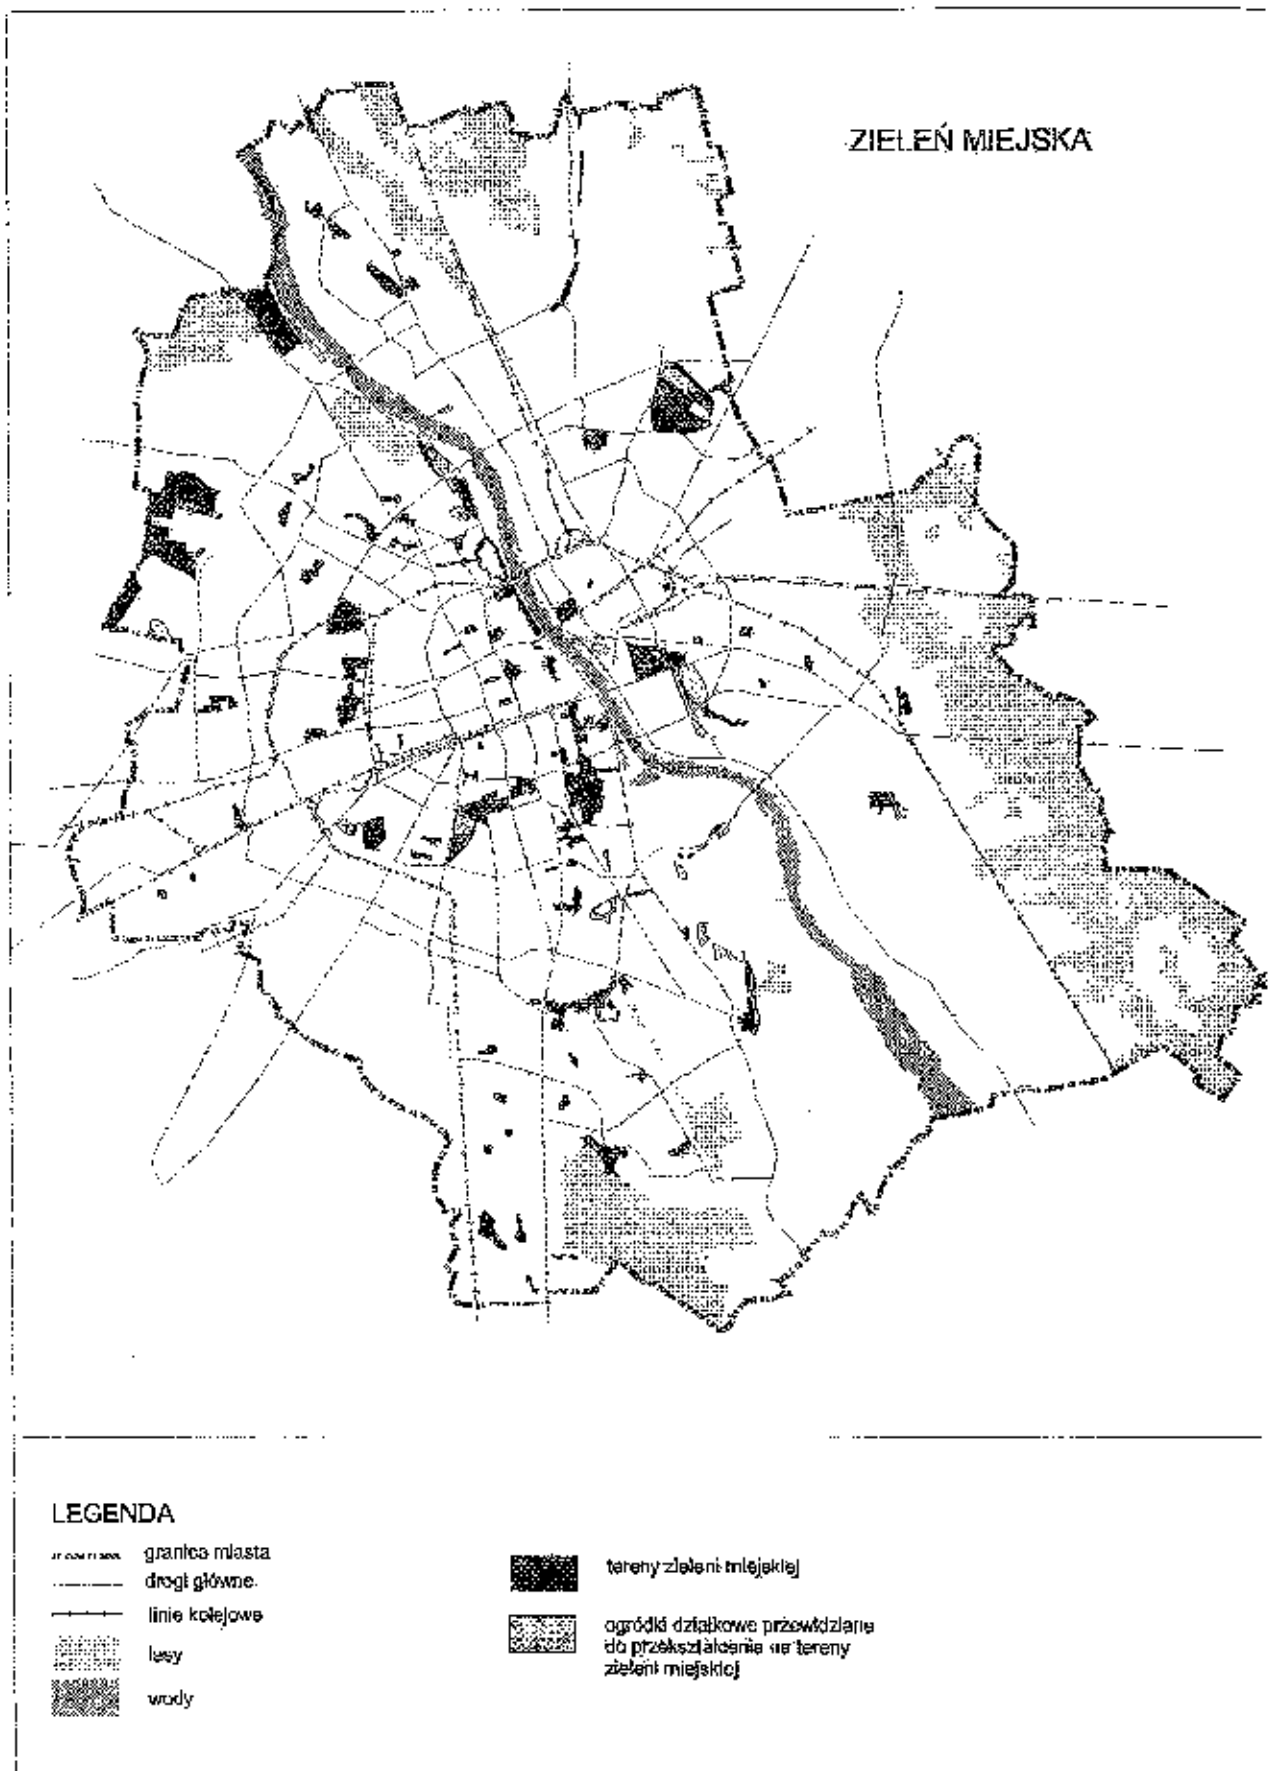 ZIELEŃ MIEJSKA
LEGENDA
granica miasta
drogi główne
linie kolejowe
lasy
wody
tereny zieleni miejskiej
ogródki działkowe przewidziane
do przekształcenia na tereny
zieleni miejskiej